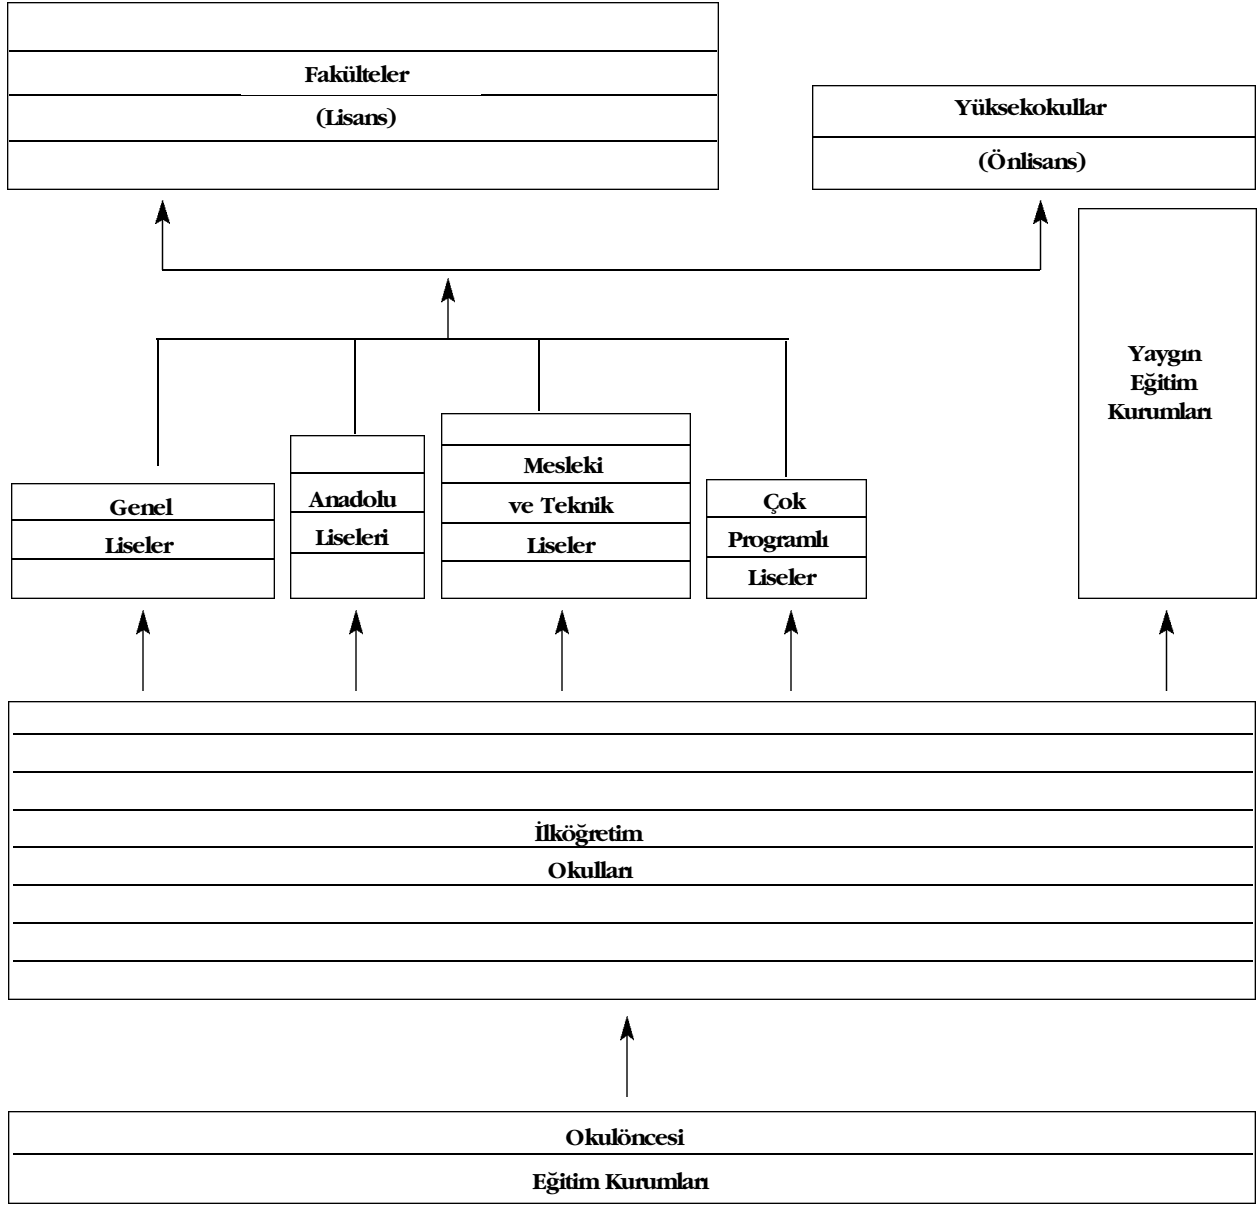 Fakülteler
(Lisans)
Yüksekokullar
(Önlisans)
Yaygın
Eğitim
Kurumları
Genel
Liseler
Anadolu
Liseleri
Mesleki
ve Teknik
Liseler
Çok
Programlı
Liseler
İlköğretim
Okulları
Okulöncesi
Eğitim Kurumları